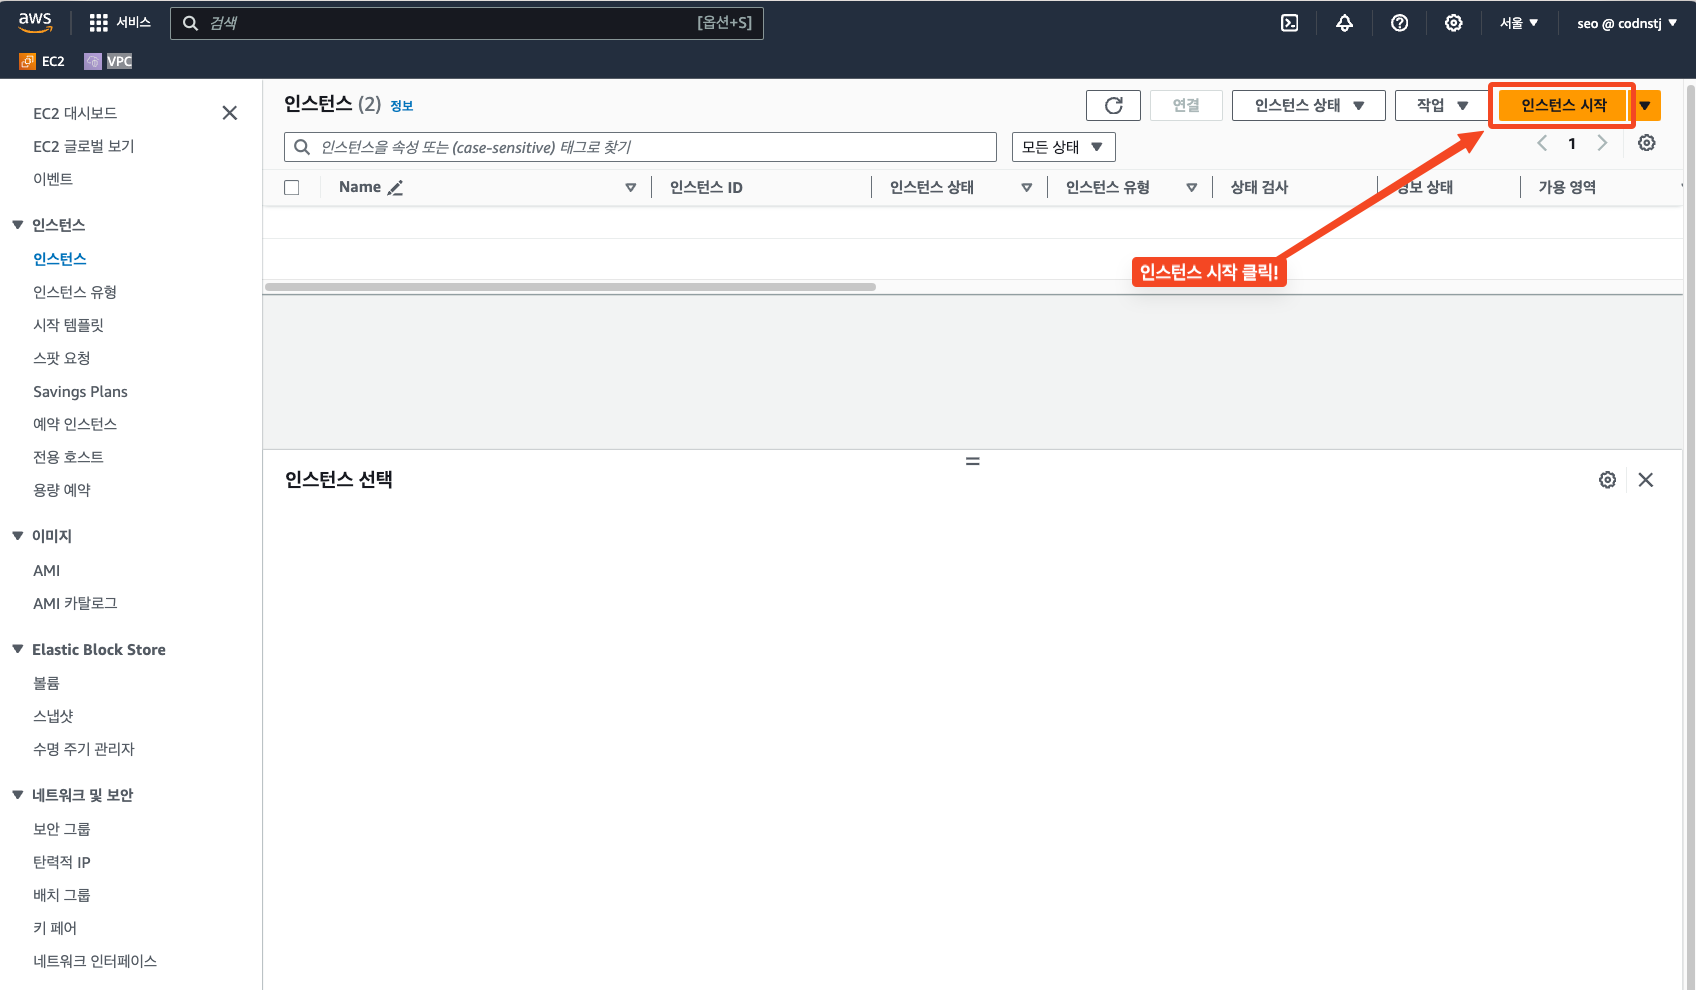 aws
서비스
검색
[옵션+S]
서울
seo @ codnstj
EC2
VPC
EC2 대시보드
EC2 글로벌 보기
이벤트
인스턴스
인스턴스
인스턴스 유형
시작 템플릿
스팟 요청
Savings Plans
예약 인스턴스
전용 호스트
용량 예약
이미지
AMI
AMI 카탈로그
Elastic Block Store
볼륨
스냅샷
수명 주기 관리자
네트워크 및 보안
보안 그룹
탄력적 IP
배치 그룹
키 페어
네트워크 인터페이스
인스턴스 (2) 정보
연결
인스턴스 상태
작업
인스턴스 시작
인스턴스을 속성 또는 (case-sensitive) 태그로 찾기
모든 상태
1
Name
인스턴스 ID
인스턴스 상태
인스턴스 유형
상태 검사
경보 상태
가용 영역
인스턴스 시작 클릭!
인스턴스 선택